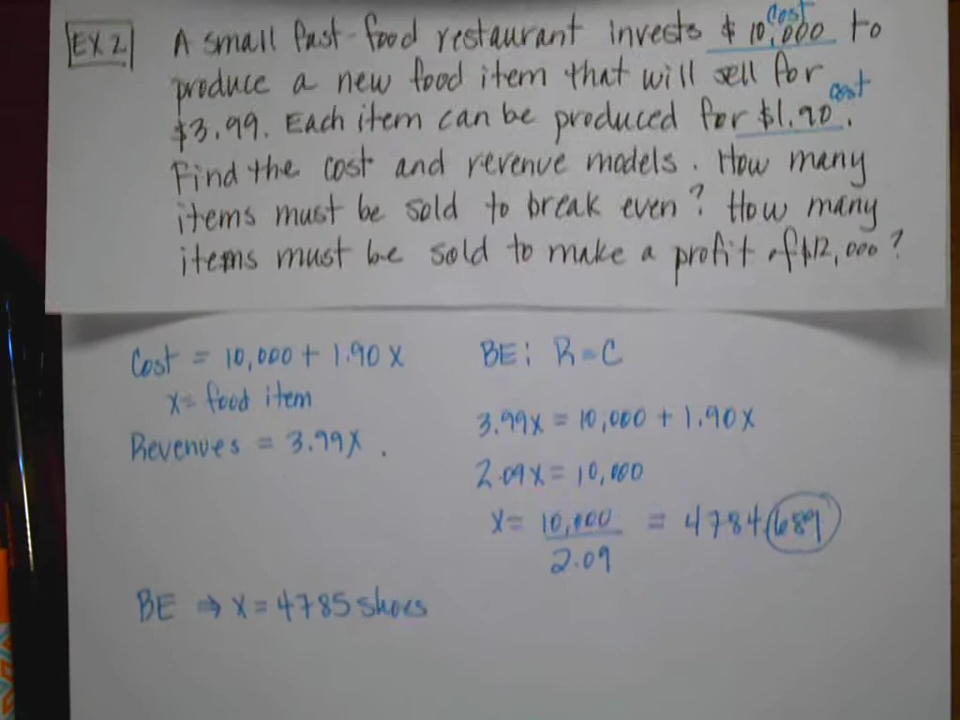 EX 2 A small fast-food restaurant invests $10,000 to
cost
produce a new food item that will sell for
$3.99. Each item can be produced for $1.90.
cost
Find the cost and revenue models. How many
items must be sold to break even? How many
items must be sold to make a profit of $12,000?
Cost = 10,000 + 1.90x
x = food item
Revenues = 3.99x.
BE: R = C
3.99x = 10,000 + 1.90x
2.09x = 10,000
x = 10,000 / 2.09 = 4784.689
BE ⇒ x = 4785 shoes